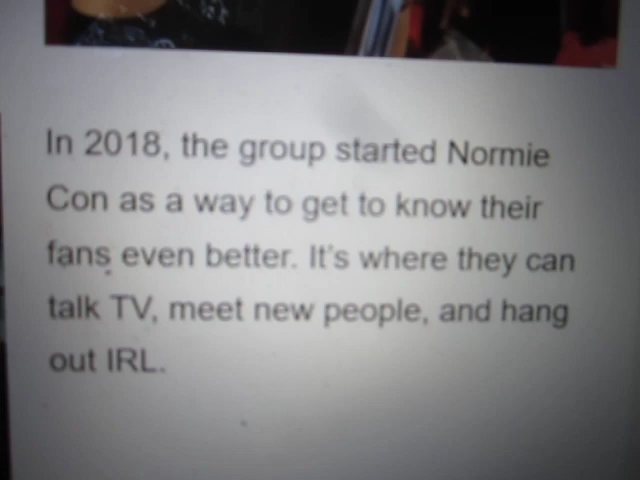 In 2018, the group started Normie
Con as a way to get to know their
fans even better. It's where they can
talk TV, meet new people, and hang
out IRL.